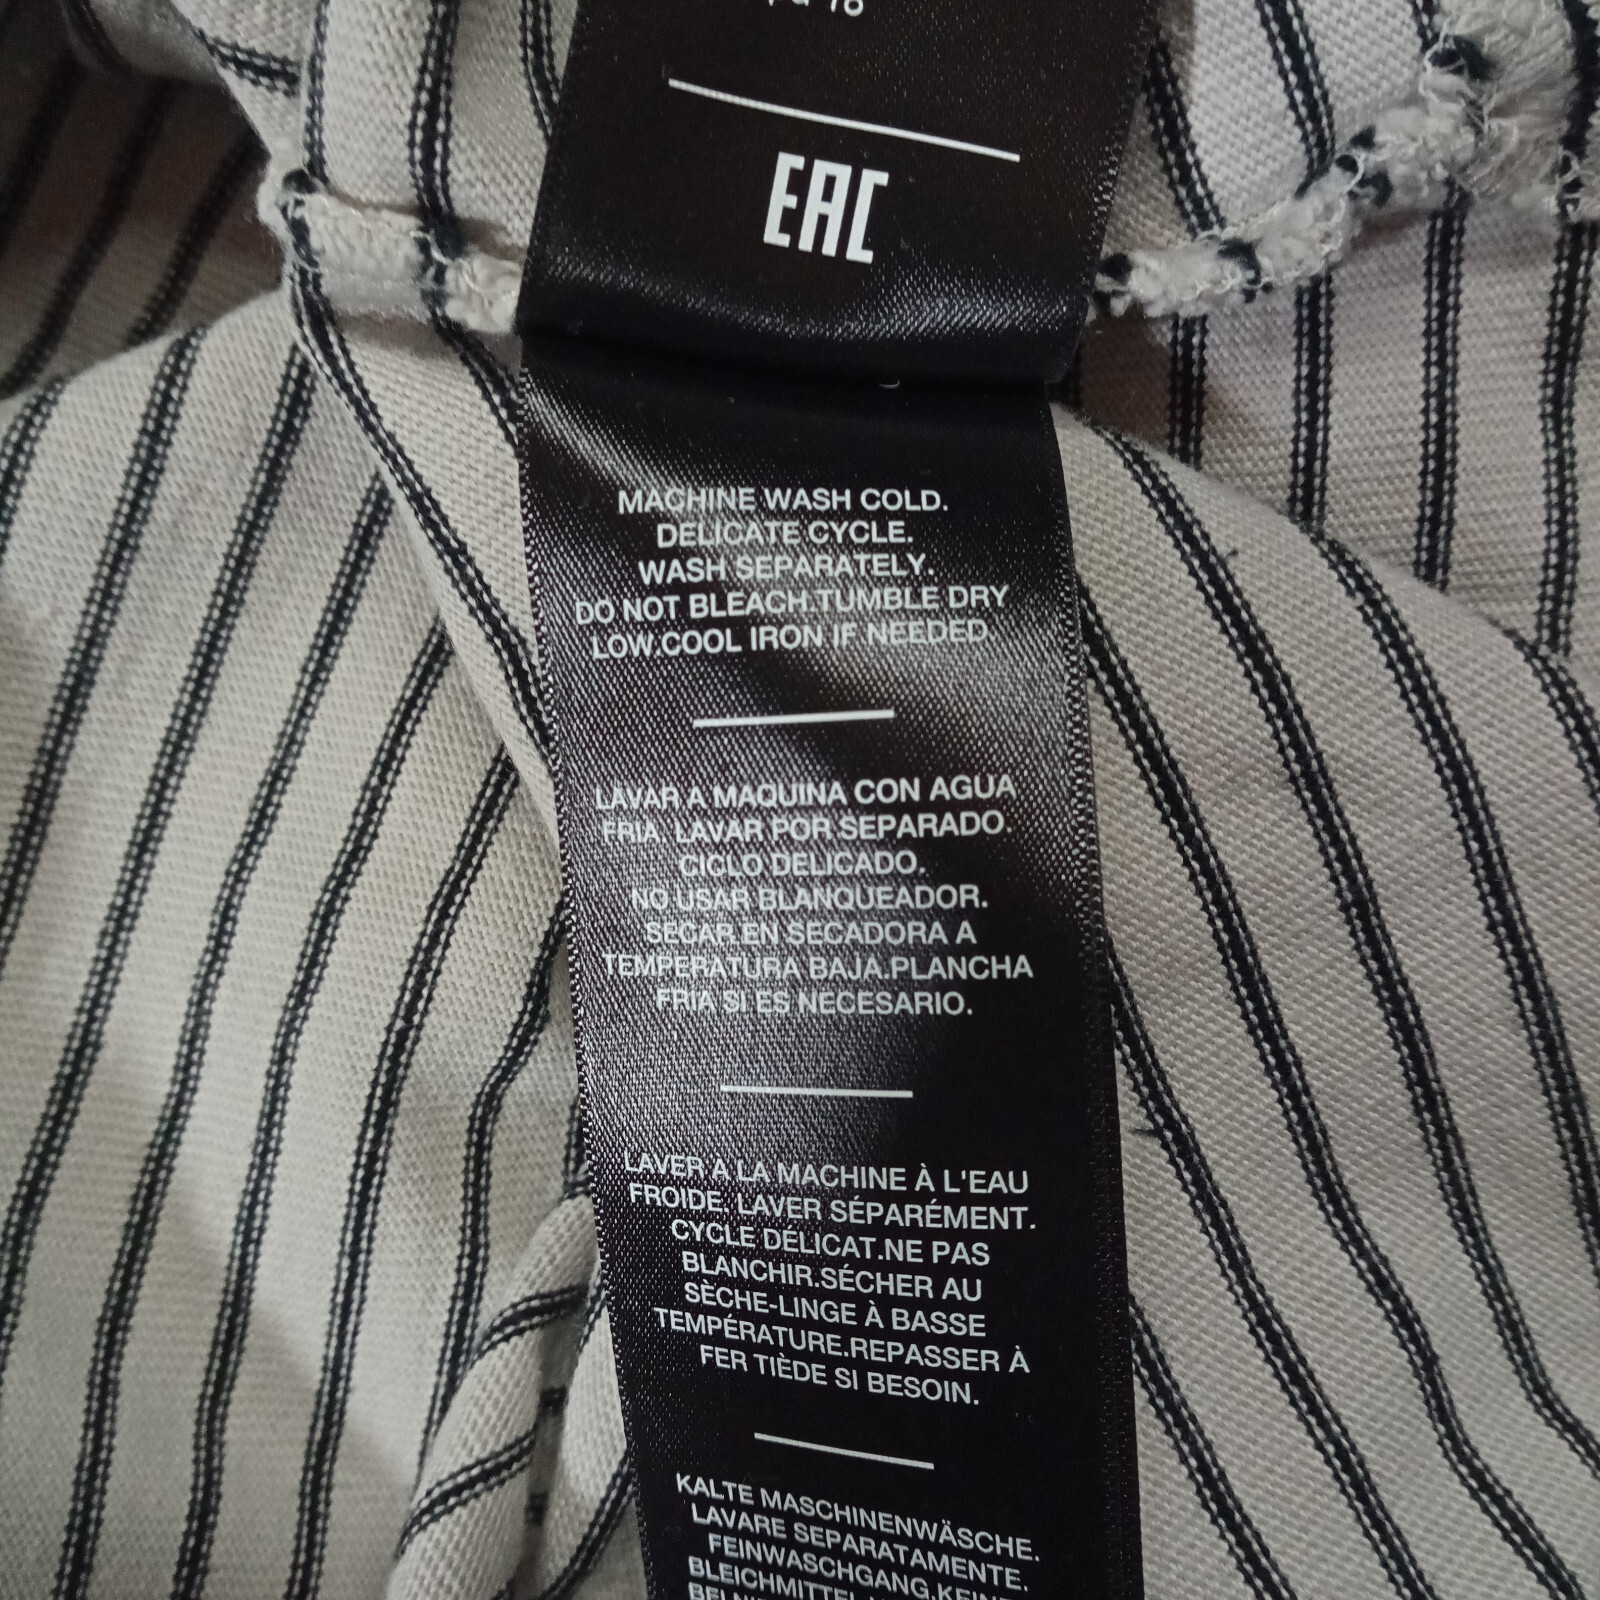 EAC
MACHINE WASH COLD.
DELICATE CYCLE.
WASH SEPARATELY.
DO NOT BLEACH.TUMBLE DRY
LOW.COOL IRON IF NEEDED.
LAVAR A MAQUINA CON AGUA
FRIA. LAVAR POR SEPARADO.
CICLO DELICADO.
NO USAR BLANQUEADOR.
SECAR EN SECADORA A
TEMPERATURA BAJA.PLANCHA
FRIA SI ES NECESARIO.
LAVER A LA MACHINE À L'EAU
FROIDE. LAVER SÉPARÉMENT.
CYCLE DÉLICAT.NE PAS
BLANCHIR.SÉCHER AU
SÈCHE-LINGE À BASSE
TEMPÉRATURE.REPASSER À
FER TIÈDE SI BESOIN.
KALTE MASCHINENWÄSCHE.
LAVARE SEPARATAMENTE.
FEINWASCHGANG.KEINE
BLEICHMITTEL